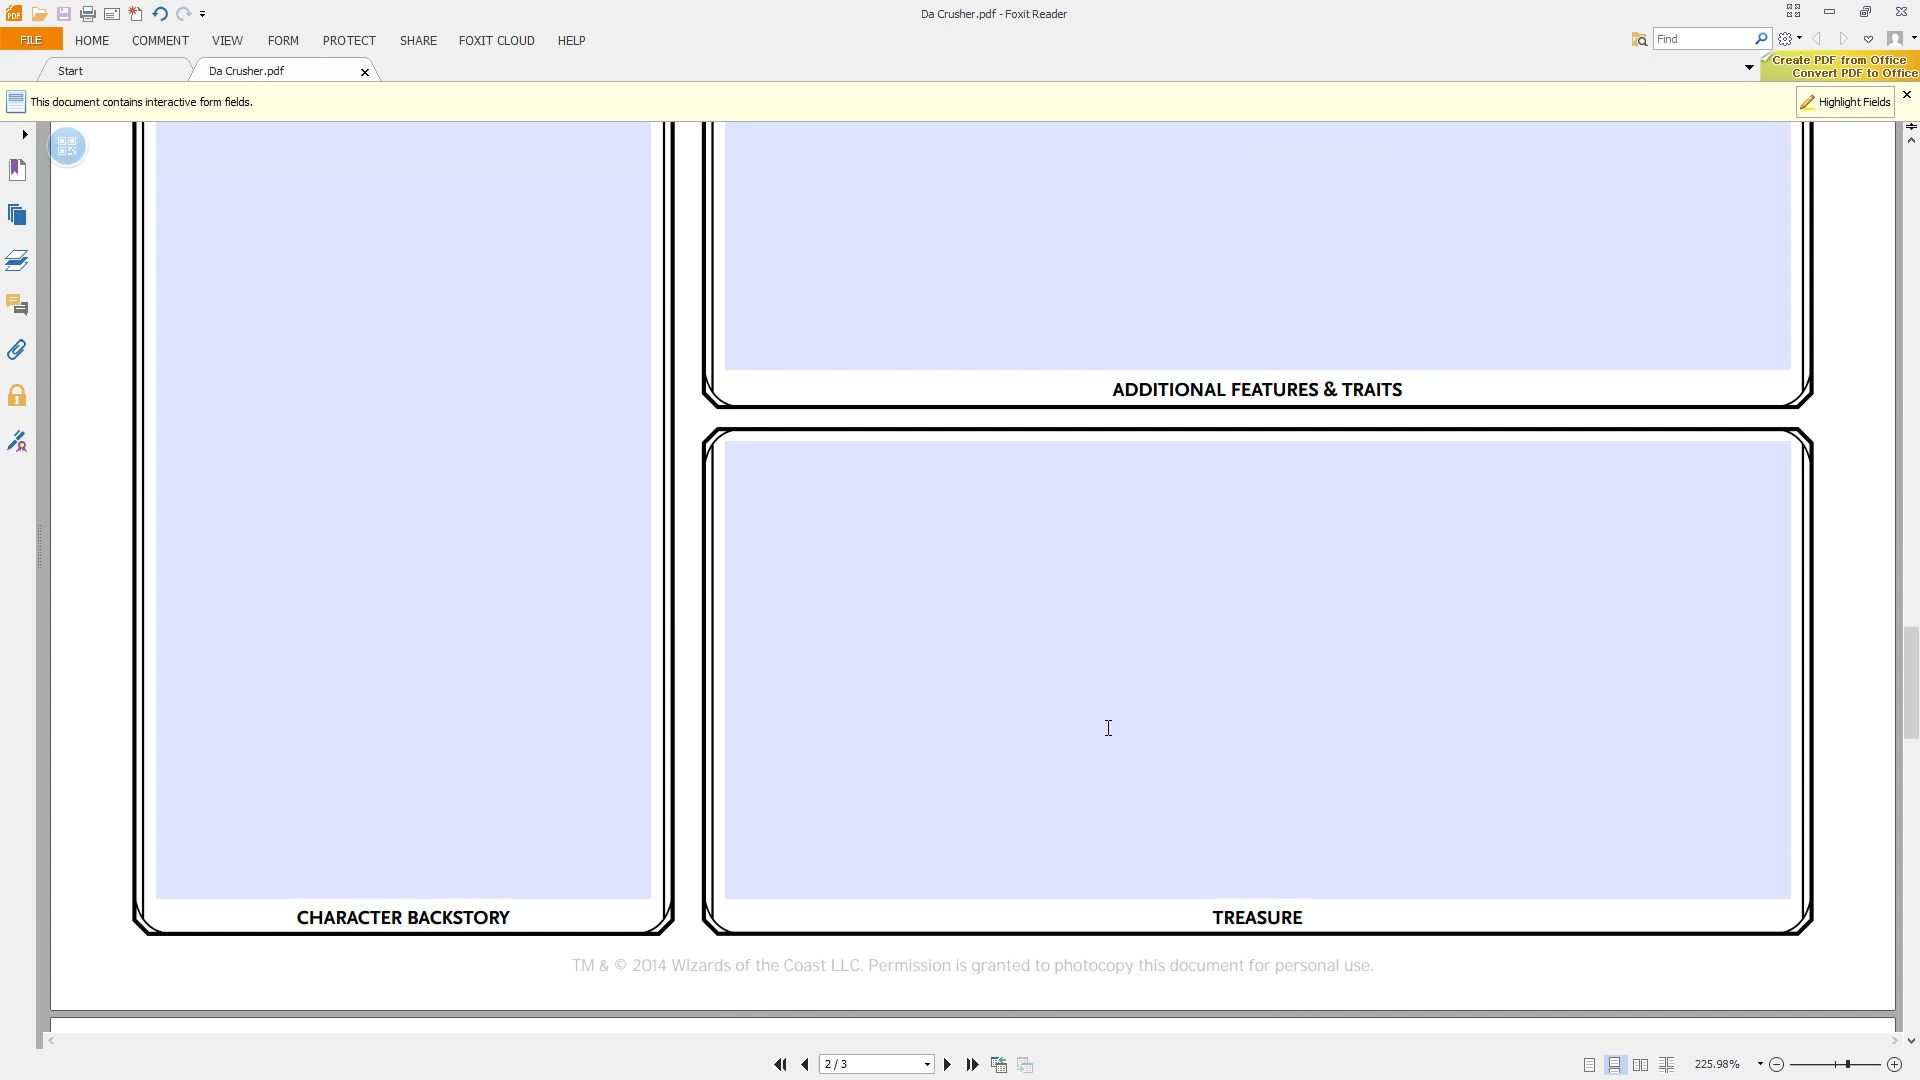 Da Crusher.pdf - Foxit Reader
FILE HOME COMMENT VIEW FORM PROTECT SHARE FOXIT CLOUD HELP
Find
Start
Da Crusher.pdf
Create PDF from Office
Convert PDF to Office
This document contains interactive form fields.
Highlight Fields
ADDITIONAL FEATURES & TRAITS
CHARACTER BACKSTORY
TREASURE
TM & © 2014 Wizards of the Coast LLC. Permission is granted to photocopy this document for personal use.
2 / 3
225.98%